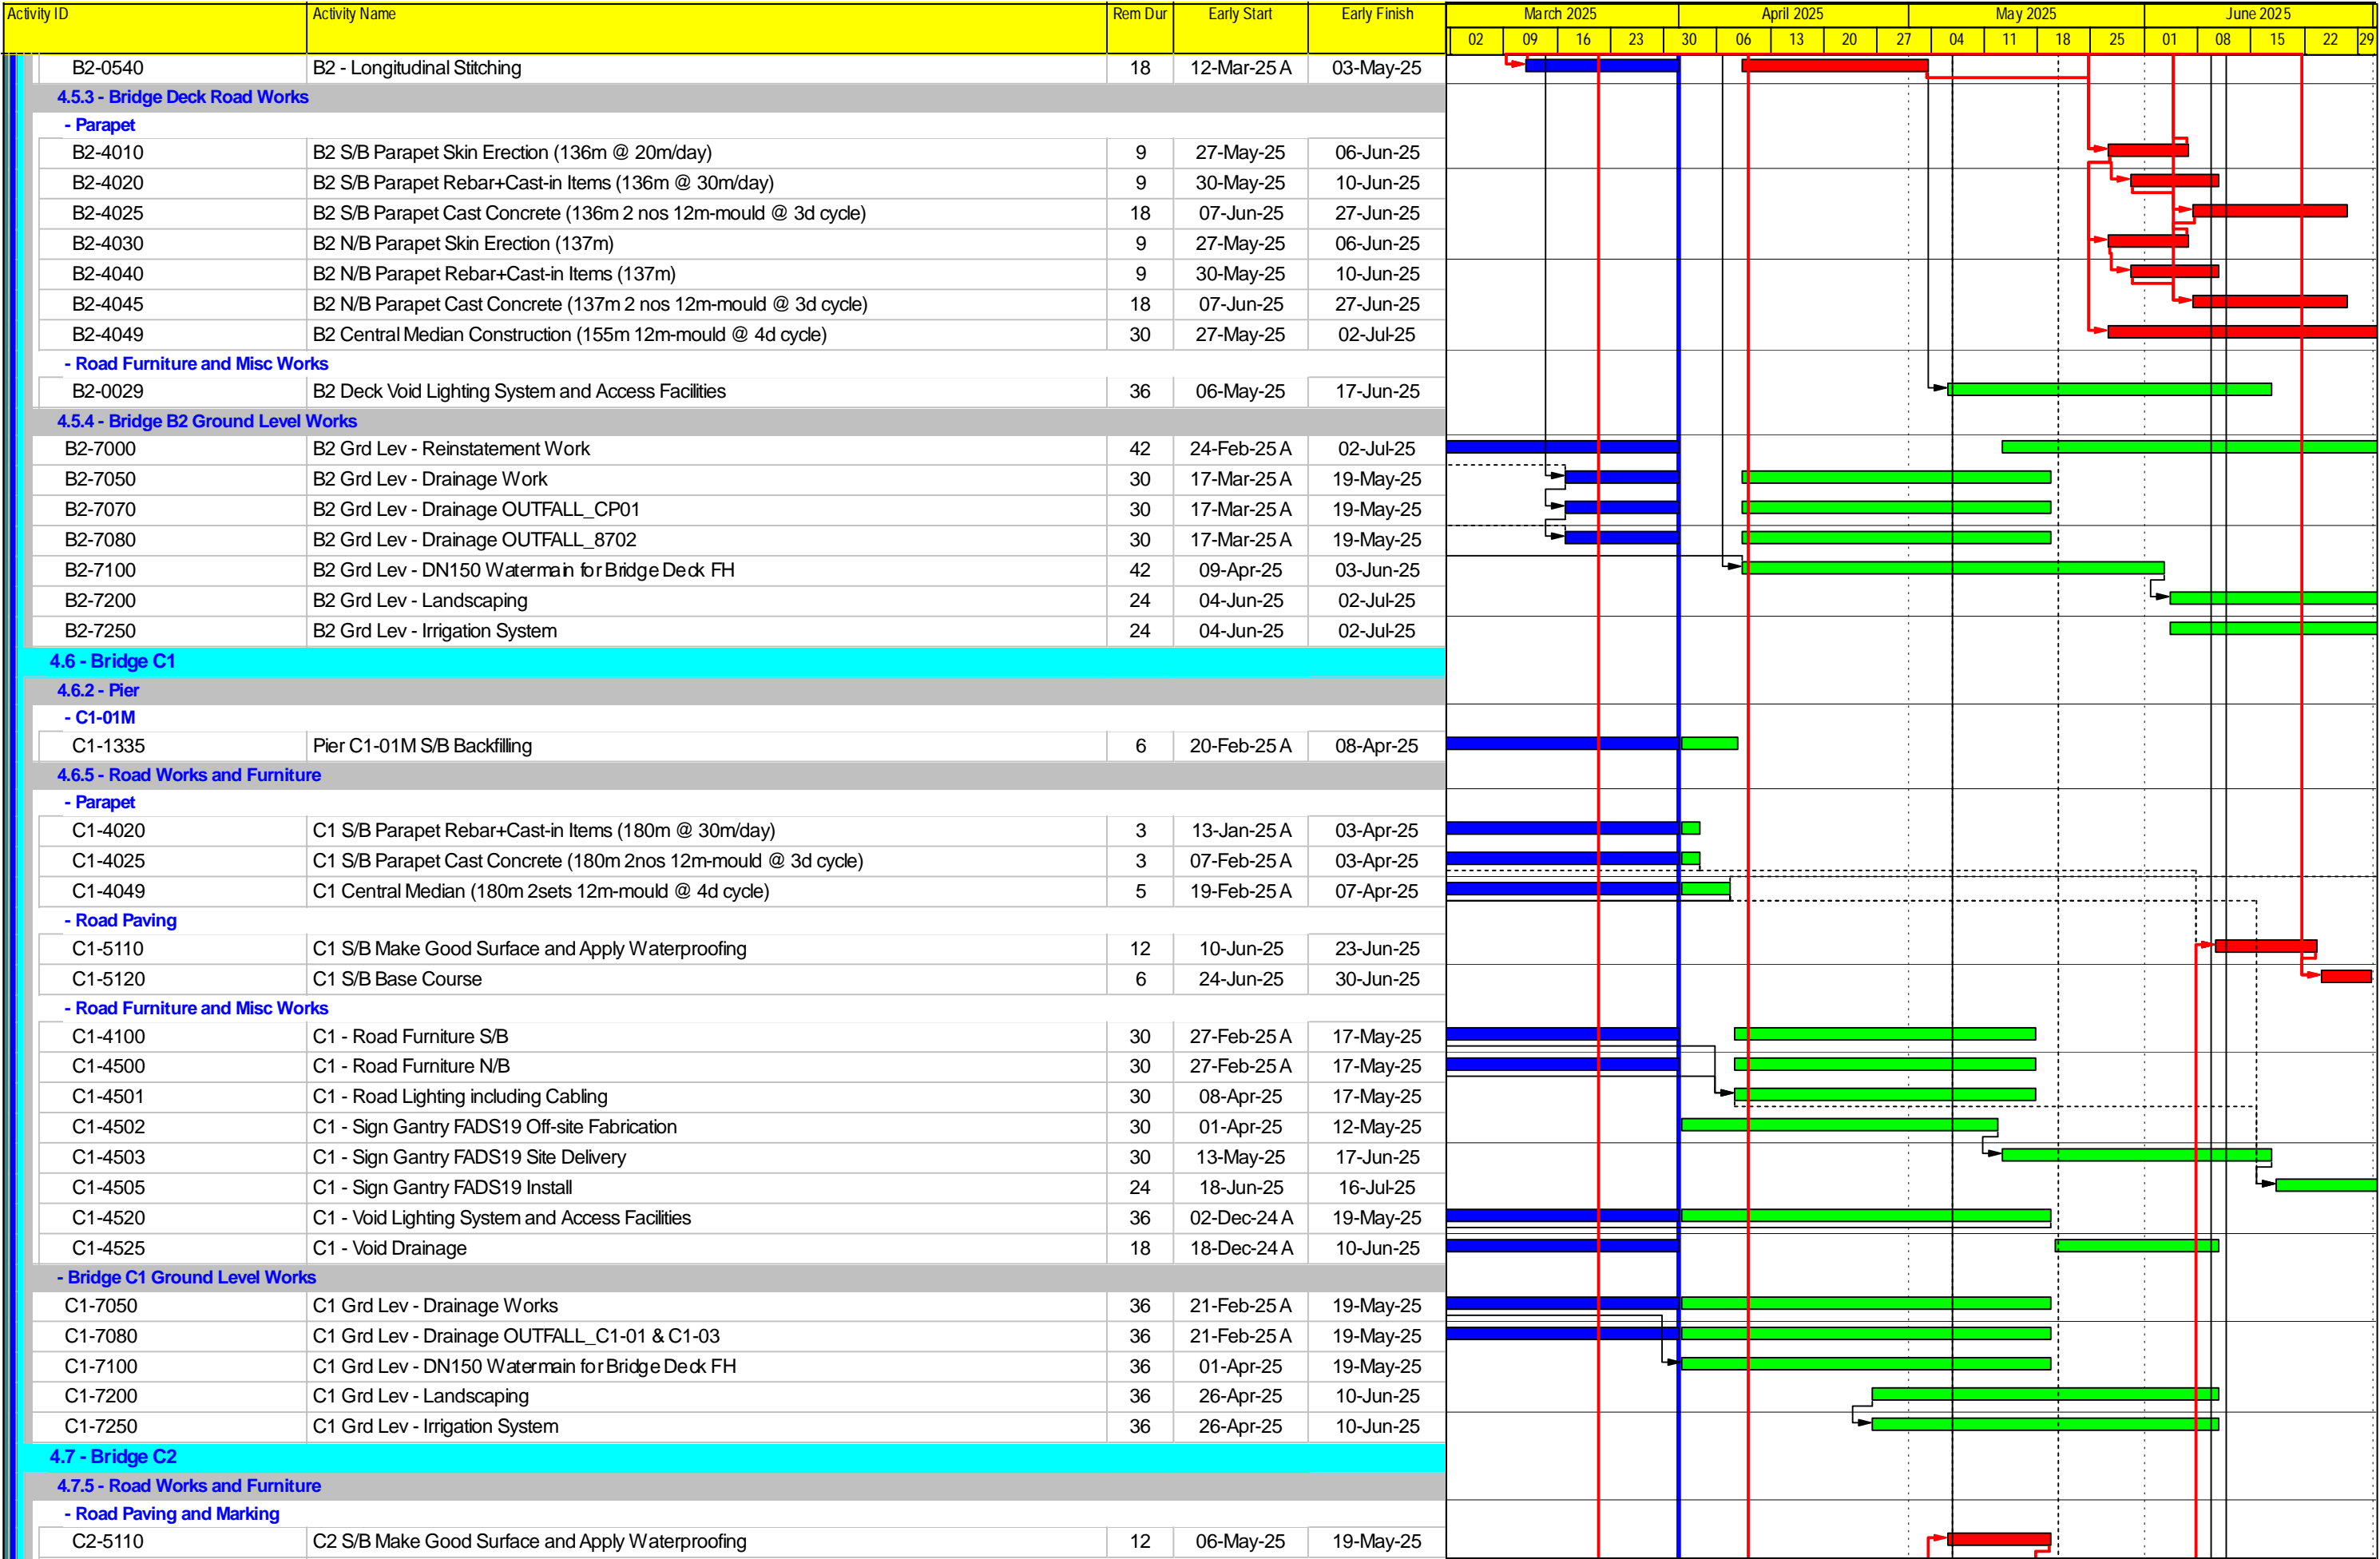 Activity ID Activity Name Rem Dur Early Start Early Finish March 2025 April 2025 May 2025 June 2025
02 09 16 23 30 06 13 20 27 04 11 18 25 01 08 15 22 29
B2-0540 B2 - Longitudinal Stitching 18 12-Mar-25 A 03-May-25
4.5.3 - Bridge Deck Road Works
- Parapet
B2-4010 B2 S/B Parapet Skin Erection (136m @ 20m/day) 9 27-May-25 06-Jun-25
B2-4020 B2 S/B Parapet Rebar+Cast-in Items (136m @ 30m/day) 9 30-May-25 10-Jun-25
B2-4025 B2 S/B Parapet Cast Concrete (136m 2 nos 12m-mould @ 3d cycle) 18 07-Jun-25 27-Jun-25
B2-4030 B2 N/B Parapet Skin Erection (137m) 9 27-May-25 06-Jun-25
B2-4040 B2 N/B Parapet Rebar+Cast-in Items (137m) 9 30-May-25 10-Jun-25
B2-4045 B2 N/B Parapet Cast Concrete (137m 2 nos 12m-mould @ 3d cycle) 18 07-Jun-25 27-Jun-25
B2-4049 B2 Central Median Construction (155m 12m-mould @ 4d cycle) 30 27-May-25 02-Jul-25
- Road Furniture and Misc Works
B2-0029 B2 Deck Void Lighting System and Access Facilities 36 06-May-25 17-Jun-25
4.5.4 - Bridge B2 Ground Level Works
B2-7000 B2 Grd Lev - Reinstatement Work 42 24-Feb-25 A 02-Jul-25
B2-7050 B2 Grd Lev - Drainage Work 30 17-Mar-25 A 19-May-25
B2-7070 B2 Grd Lev - Drainage OUTFALL_CP01 30 17-Mar-25 A 19-May-25
B2-7080 B2 Grd Lev - Drainage OUTFALL_8702 30 17-Mar-25 A 19-May-25
B2-7100 B2 Grd Lev - DN150 Watermain for Bridge Deck FH 42 09-Apr-25 03-Jun-25
B2-7200 B2 Grd Lev - Landscaping 24 04-Jun-25 02-Jul-25
B2-7250 B2 Grd Lev - Irrigation System 24 04-Jun-25 02-Jul-25
4.6 - Bridge C1
4.6.2 - Pier
- C1-01M
C1-1335 Pier C1-01M S/B Backfilling 6 20-Feb-25 A 08-Apr-25
4.6.5 - Road Works and Furniture
- Parapet
C1-4020 C1 S/B Parapet Rebar+Cast-in Items (180m @ 30m/day) 3 13-Jan-25 A 03-Apr-25
C1-4025 C1 S/B Parapet Cast Concrete (180m 2nos 12m-mould @ 3d cycle) 3 07-Feb-25 A 03-Apr-25
C1-4049 C1 Central Median (180m 2sets 12m-mould @ 4d cycle) 5 19-Feb-25 A 07-Apr-25
- Road Paving
C1-5110 C1 S/B Make Good Surface and Apply Waterproofing 12 10-Jun-25 23-Jun-25
C1-5120 C1 S/B Base Course 6 24-Jun-25 30-Jun-25
- Road Furniture and Misc Works
C1-4100 C1 - Road Furniture S/B 30 27-Feb-25 A 17-May-25
C1-4500 C1 - Road Furniture N/B 30 27-Feb-25 A 17-May-25
C1-4501 C1 - Road Lighting including Cabling 30 08-Apr-25 17-May-25
C1-4502 C1 - Sign Gantry FADS19 Off-site Fabrication 30 01-Apr-25 12-May-25
C1-4503 C1 - Sign Gantry FADS19 Site Delivery 30 13-May-25 17-Jun-25
C1-4505 C1 - Sign Gantry FADS19 Install 24 18-Jun-25 16-Jul-25
C1-4520 C1 - Void Lighting System and Access Facilities 36 02-Dec-24 A 19-May-25
C1-4525 C1 - Void Drainage 18 18-Dec-24 A 10-Jun-25
- Bridge C1 Ground Level Works
C1-7050 C1 Grd Lev - Drainage Works 36 21-Feb-25 A 19-May-25
C1-7080 C1 Grd Lev - Drainage OUTFALL_C1-01 & C1-03 36 21-Feb-25 A 19-May-25
C1-7100 C1 Grd Lev - DN150 Watermain for Bridge Deck FH 36 01-Apr-25 19-May-25
C1-7200 C1 Grd Lev - Landscaping 36 26-Apr-25 10-Jun-25
C1-7250 C1 Grd Lev - Irrigation System 36 26-Apr-25 10-Jun-25
4.7 - Bridge C2
4.7.5 - Road Works and Furniture
- Road Paving and Marking
C2-5110 C2 S/B Make Good Surface and Apply Waterproofing 12 06-May-25 19-May-25